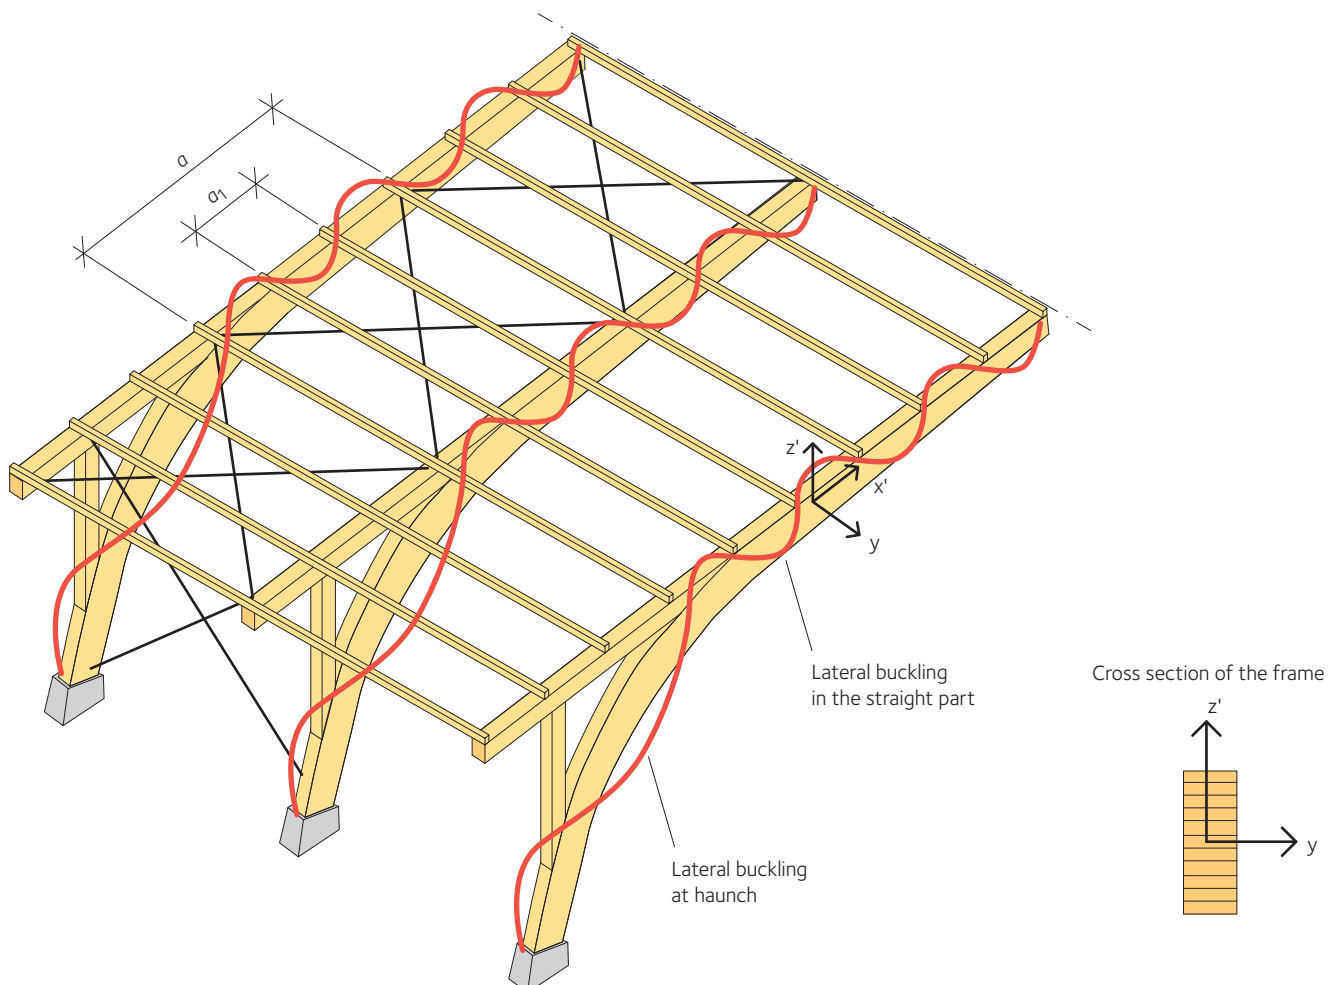 a
a₁
z'
x'
y
Lateral buckling
in the straight part
Cross section of the frame
z'
y
Lateral buckling
at haunch